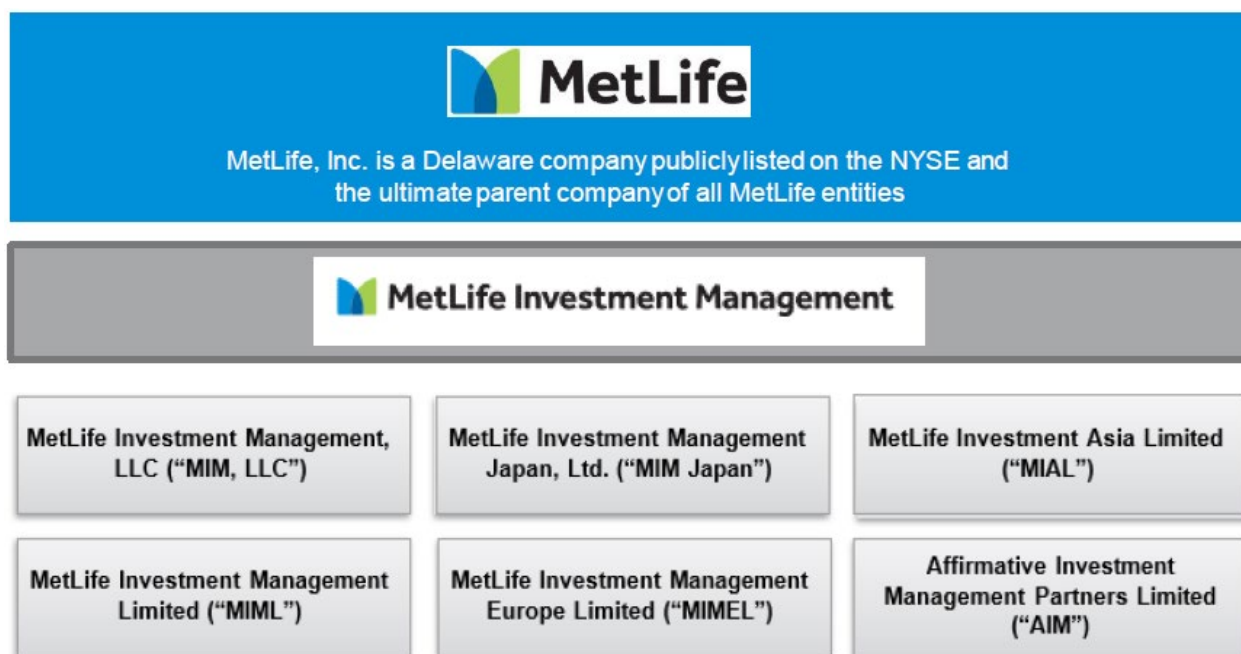 MetLife
MetLife, Inc. is a Delaware company publicly listed on the NYSE and
the ultimate parent company of all MetLife entities
MetLife Investment Management
MetLife Investment Management,
LLC (“MIM, LLC”)
MetLife Investment Management
Japan, Ltd. (“MIM Japan”)
MetLife Investment Asia Limited
(“MIAL”)
MetLife Investment Management
Limited (“MIML”)
MetLife Investment Management
Europe Limited (“MIMEL”)
Affirmative Investment
Management Partners Limited
(“AIM”)